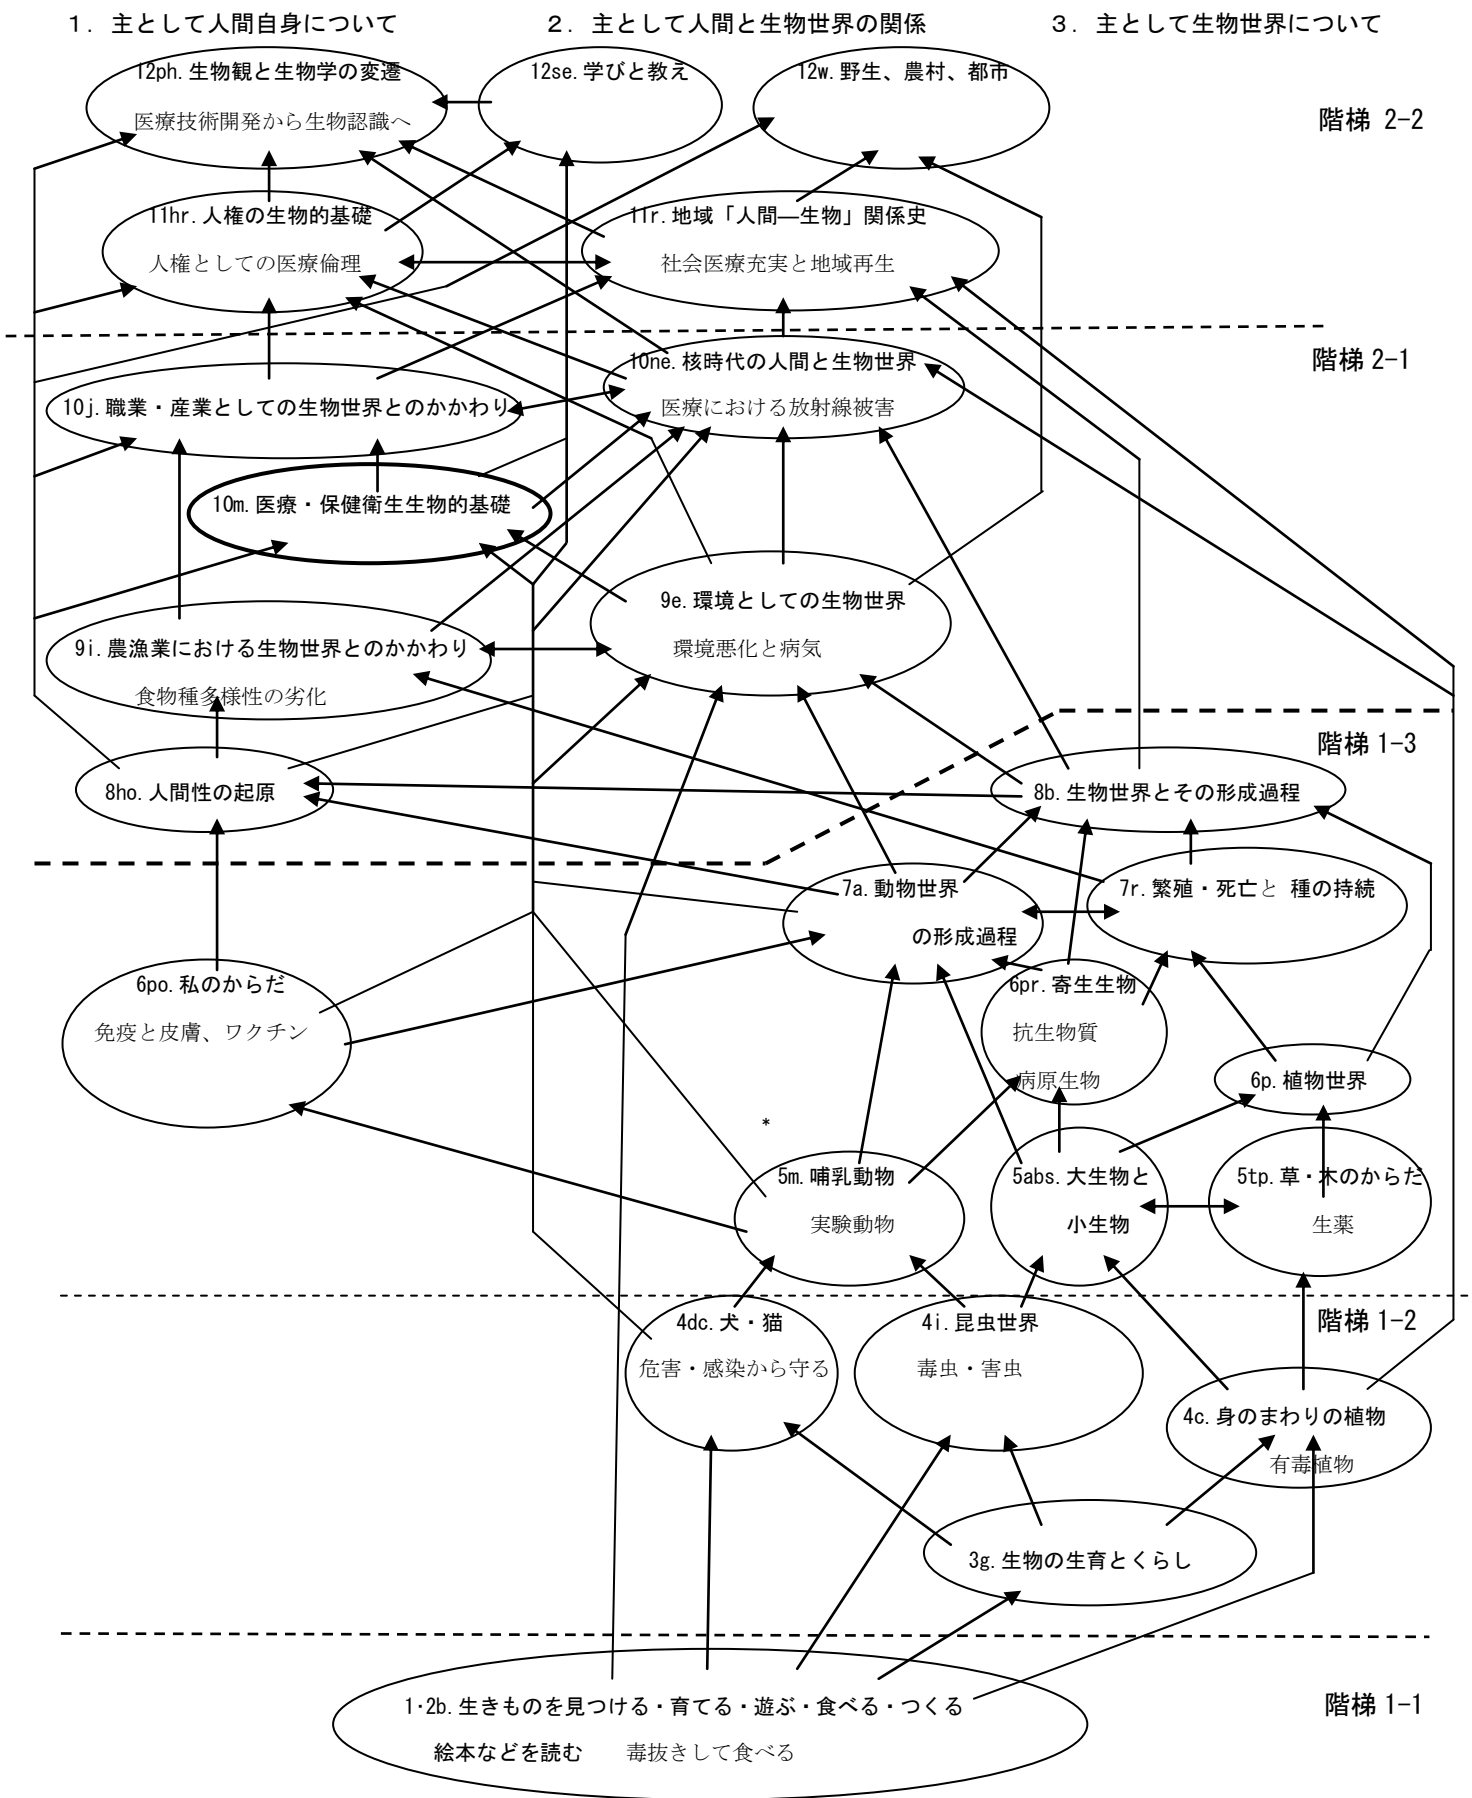 1. 主として人間自身について
2. 主として人間と生物世界の関係
3. 主として生物世界について
12ph. 生物観と生物学の変遷
医療技術開発から生物認識へ
12se. 学びと教え
12w. 野生、農村、都市
階梯 2-2
11hr. 人権の生物的基礎
人権としての医療倫理
11r. 地域「人間―生物」関係史
社会医療充実と地域再生
階梯 2-1
10ne. 核時代の人間と生物世界
医療における放射線被害
10j. 職業・産業としての生物世界とのかかわり
10m. 医療・保健衛生生物的基礎
9e. 環境としての生物世界
環境悪化と病気
9i. 農漁業における生物世界とのかかわり
食物種多様性の劣化
階梯 1-3
8ho. 人間性の起原
8b. 生物世界とその形成過程
7a. 動物世界
の形成過程
7r. 繁殖・死亡と 種の持続
6po. 私のからだ
免疫と皮膚、ワクチン
6pr. 寄生生物
抗生物質
病原生物
6p. 植物世界
*
5m. 哺乳動物
実験動物
5abs. 大生物と
小生物
5tp. 草・木のからだ
生薬
階梯 1-2
4dc. 犬・猫
危害・感染から守る
4i. 昆虫世界
毒虫・害虫
4c. 身のまわりの植物
有毒植物
3g. 生物の生育とくらし
階梯 1-1
1・2b. 生きものを見つける・育てる・遊ぶ・食べる・つくる
絵本などを読む 毒抜きして食べる